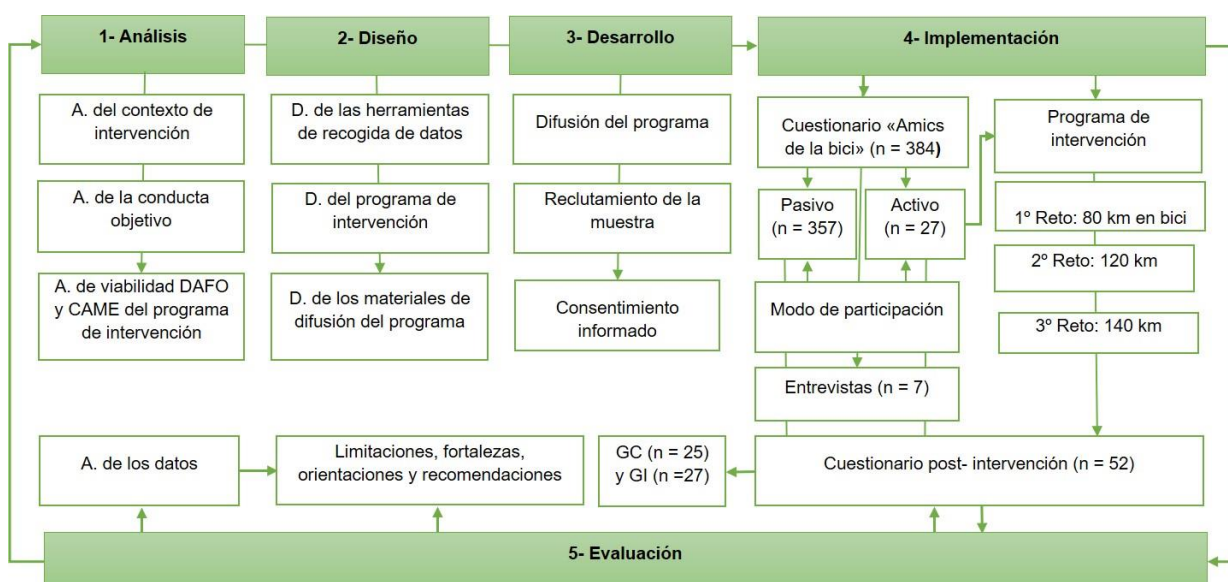 1- Análisis
2- Diseño
3- Desarrollo
4- Implementación
A. del contexto de
intervención
A. de la conducta
objetivo
A. de viabilidad DAFO
y CAME del programa
de intervención
D. de las herramientas
de recogida de datos
D. del programa de
intervención
D. de los materiales de
difusión del programa
Difusión del programa
Reclutamiento de la
muestra
Consentimiento
informado
Cuestionario «Amics
de la bici» (n = 384)
Pasivo
(n = 357)
Activo
(n = 27)
Modo de participación
Entrevistas (n = 7)
Programa de
intervención
1º Reto: 80 km en bici
2º Reto: 120 km
3º Reto: 140 km
A. de los datos
Limitaciones, fortalezas,
orientaciones y recomendaciones
GC (n = 25)
y GI (n =27)
Cuestionario post- intervención (n = 52)
5- Evaluación